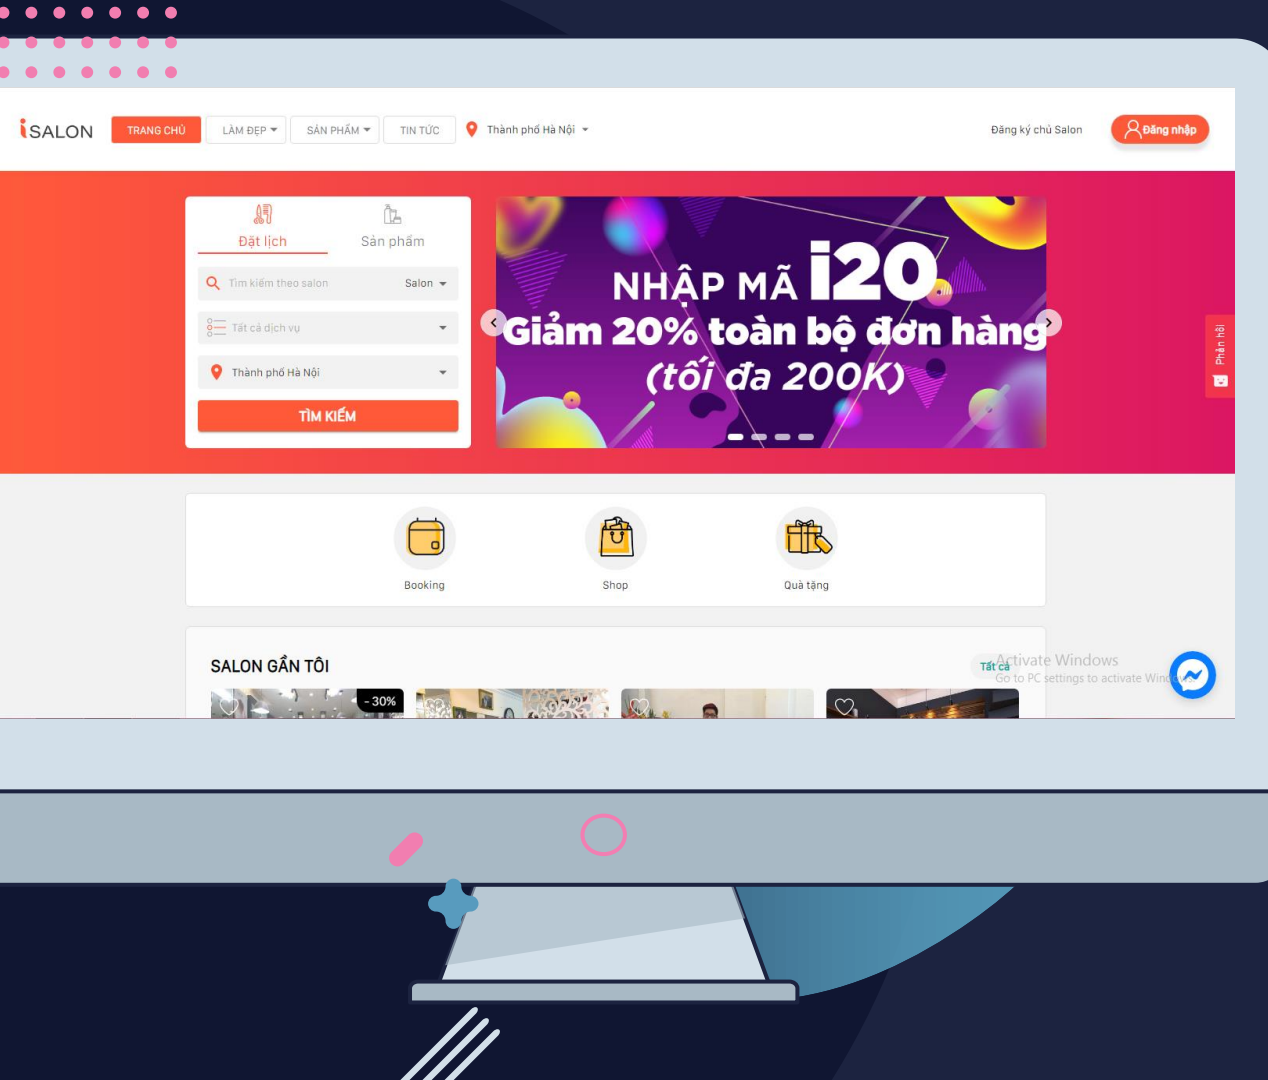 iSALON
TRANG CHỦ
LÀM ĐẸP
SẢN PHẨM
TIN TỨC
Thành phố Hà Nội
Đăng ký chủ Salon
Đăng nhập
Đặt lịch
Sản phẩm
Tìm kiếm theo salon
Salon
Tất cả dịch vụ
Thành phố Hà Nội
TÌM KIẾM
NHẬP MÃ i20
Giảm 20% toàn bộ đơn hàng
(tối đa 200K)
Phản hồi
Booking
Shop
Quà tặng
SALON GẦN TÔI
Tất cả
Activate Windows
Go to PC settings to activate Windows.
- 30%